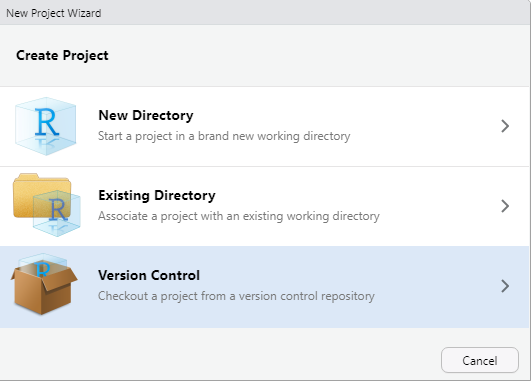 New Project Wizard
Create Project
R
New Directory
Start a project in a brand new working directory
R
Existing Directory
Associate a project with an existing working directory
R
Version Control
Checkout a project from a version control repository
Cancel